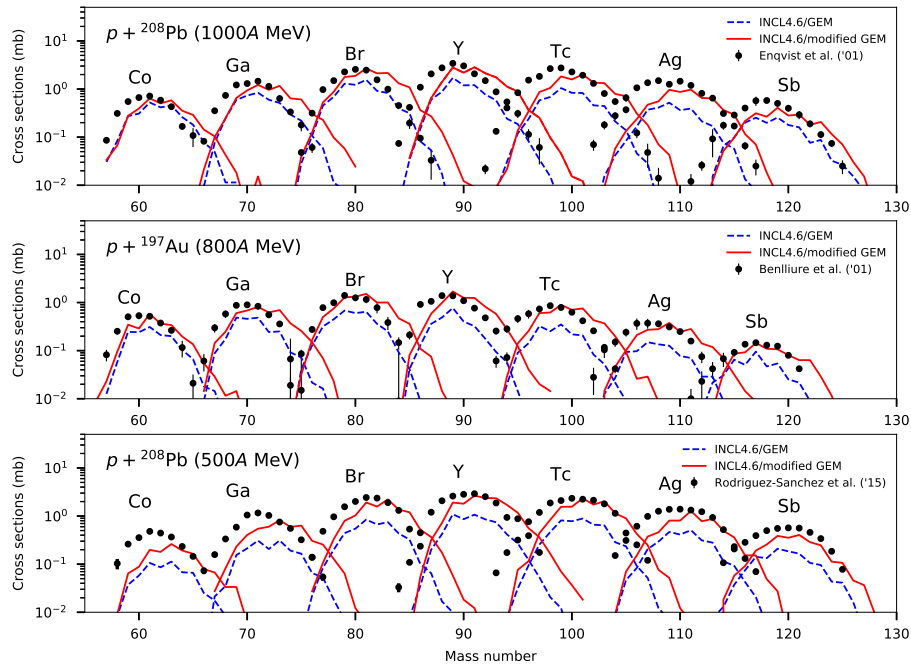 p + ²⁰⁸Pb (1000A MeV)
Co
Ga
Br
Y
Tc
Ag
Sb
INCL4.6/GEM
INCL4.6/modified GEM
Enqvist et al. ('01)
Cross sections (mb)
10¹
10⁰
10⁻¹
10⁻²
60 70 80 90 100 110 120 130
p + ¹⁹⁷Au (800A MeV)
Co
Ga
Br
Y
Tc
Ag
Sb
INCL4.6/GEM
INCL4.6/modified GEM
Benlliure et al. ('01)
Cross sections (mb)
10¹
10⁰
10⁻¹
10⁻²
60 70 80 90 100 110 120 130
p + ²⁰⁸Pb (500A MeV)
Co
Ga
Br
Y
Tc
Ag
Sb
INCL4.6/GEM
INCL4.6/modified GEM
Rodriguez-Sanchez et al. ('15)
Cross sections (mb)
10¹
10⁰
10⁻¹
10⁻²
60 70 80 90 100 110 120 130
Mass number